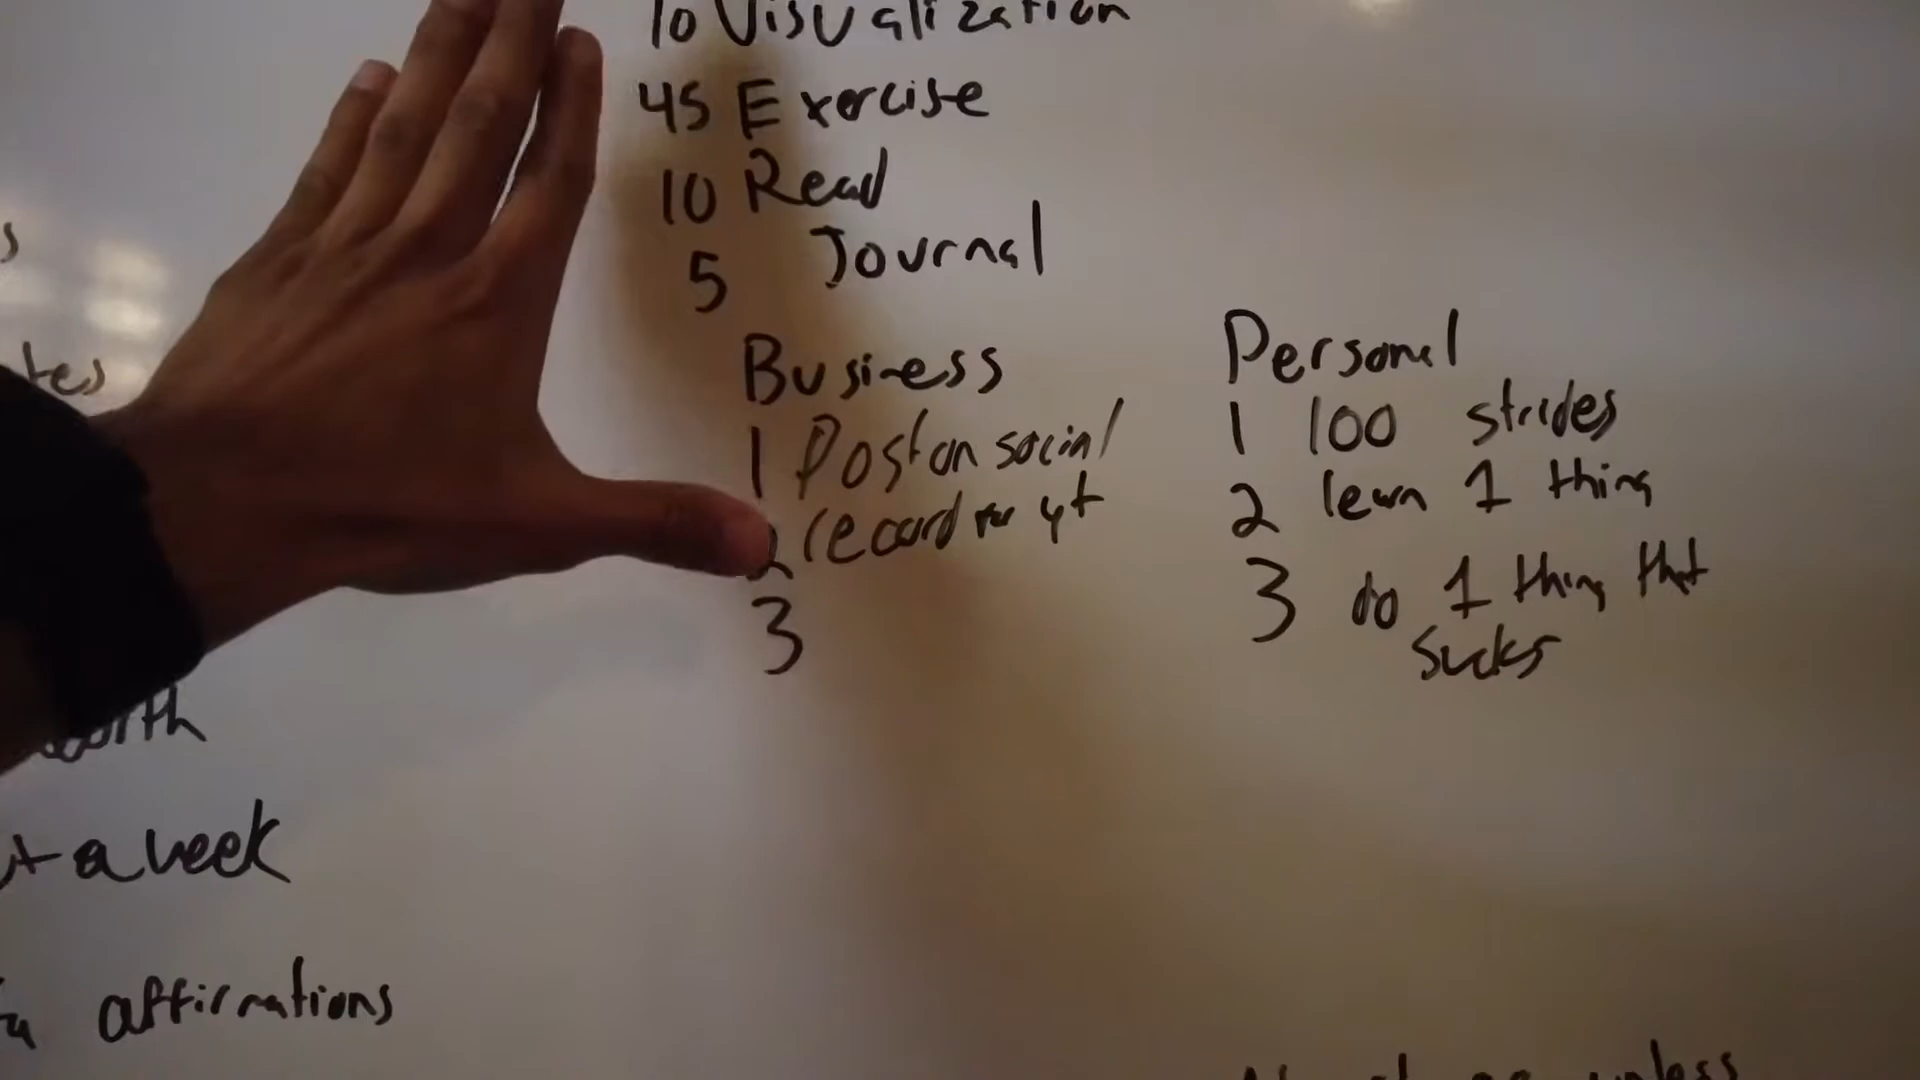 10 Visualization
45 Exercise
10 Read
5 Journal
Business
1 Post on social
2 record for yt
3
Personal
1 100 strides
2 learn 1 thing
3 do 1 thing that
sucks
a week
affirmations
unless